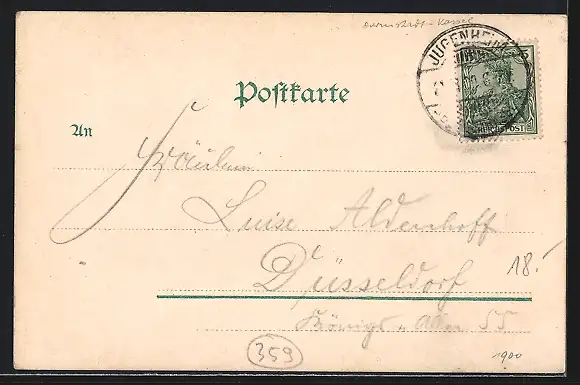 Darmstadt-Kassel
JUGENHEIM
Postkarte
REICHSPOST
An
Fräulein
Luise Aldenhoff
Düsseldorf
18.-
Königs Allee 55
359
1900